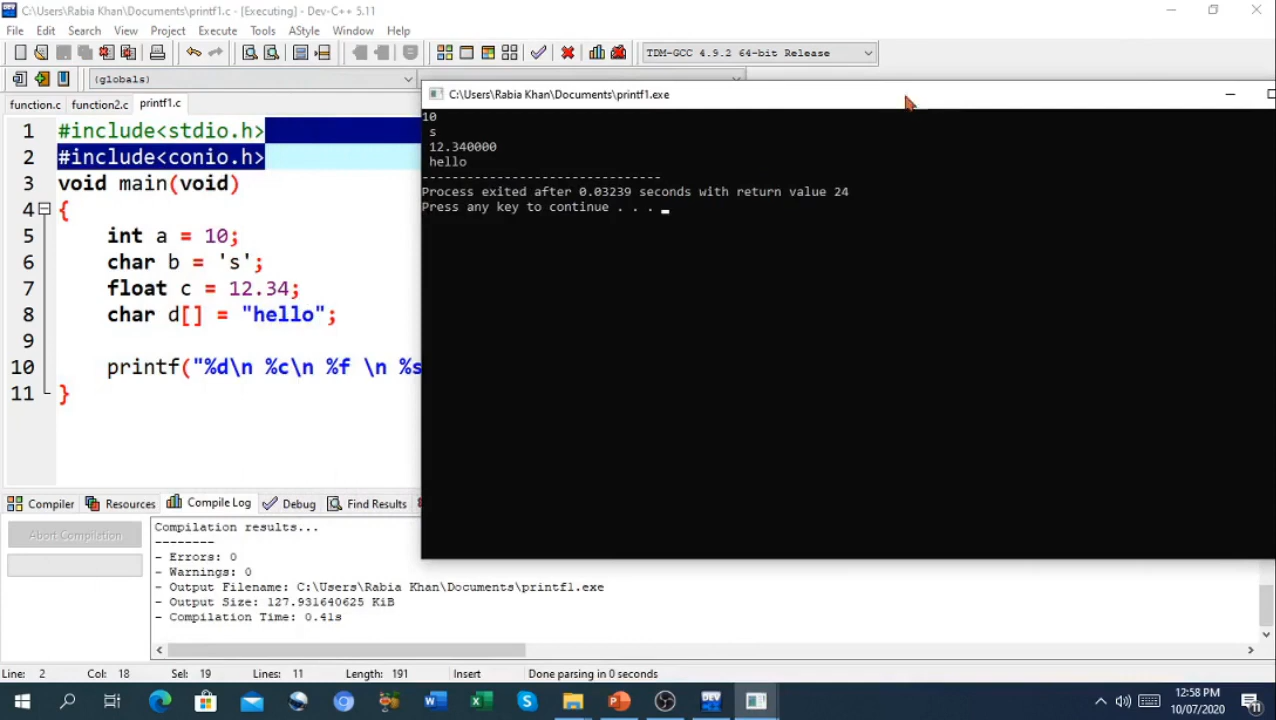 C:\Users\Rabia Khan\Documents\printf1.c - [Executing] - Dev-C++ 5.11
File Edit Search View Project Execute Tools AStyle Window Help
TDM-GCC 4.9.2 64-bit Release
(globals)
function.c function2.c printf1.c
1 #include<stdio.h>
2 #include<conio.h>
3 void main(void)
4 {
5 int a = 10;
6 char b = 's';
7 float c = 12.34;
8 char d[] = "hello";
9
10 printf("%d\n %c\n %f \n %s
11 }
C:\Users\Rabia Khan\Documents\printf1.exe
10
s
12.340000
hello
--------------------------------
Process exited after 0.03239 seconds with return value 24
Press any key to continue . . .
Compiler Resources Compile Log Debug Find Results
Abort Compilation
Compilation results...
--------
- Errors: 0
- Warnings: 0
- Output Filename: C:\Users\Rabia Khan\Documents\printf1.exe
- Output Size: 127.931640625 KiB
- Compilation Time: 0.41s
Line: 2 Col: 18 Sel: 19 Lines: 11 Length: 191 Insert Done parsing in 0 seconds
12:58 PM
10/07/2020